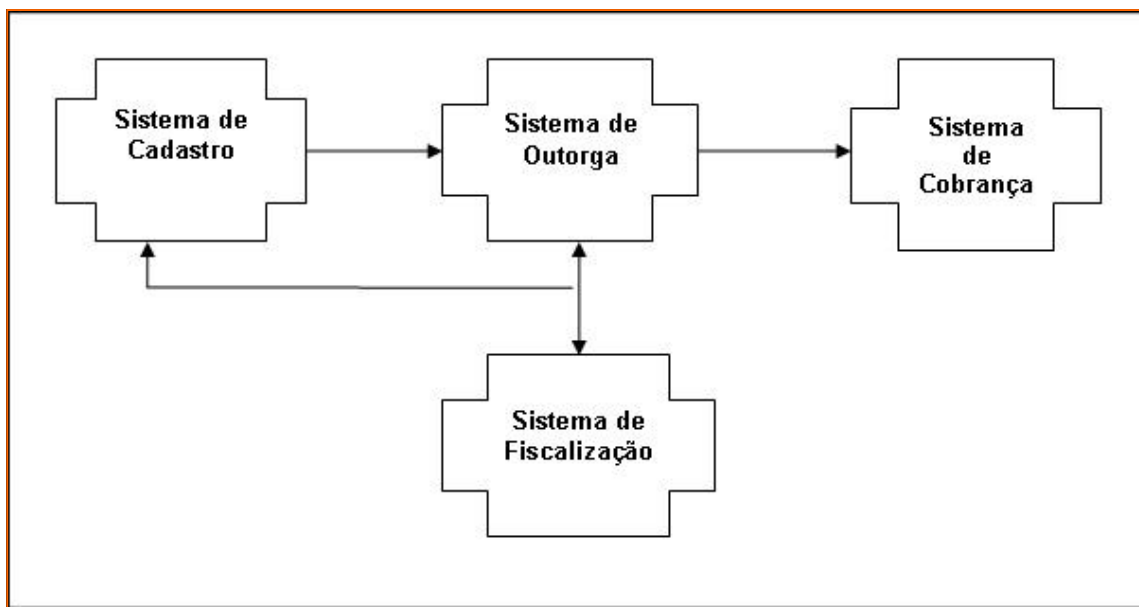 Sistema de
Cadastro
Sistema de
Outorga
Sistema
de
Cobrança
Sistema de
Fiscalização